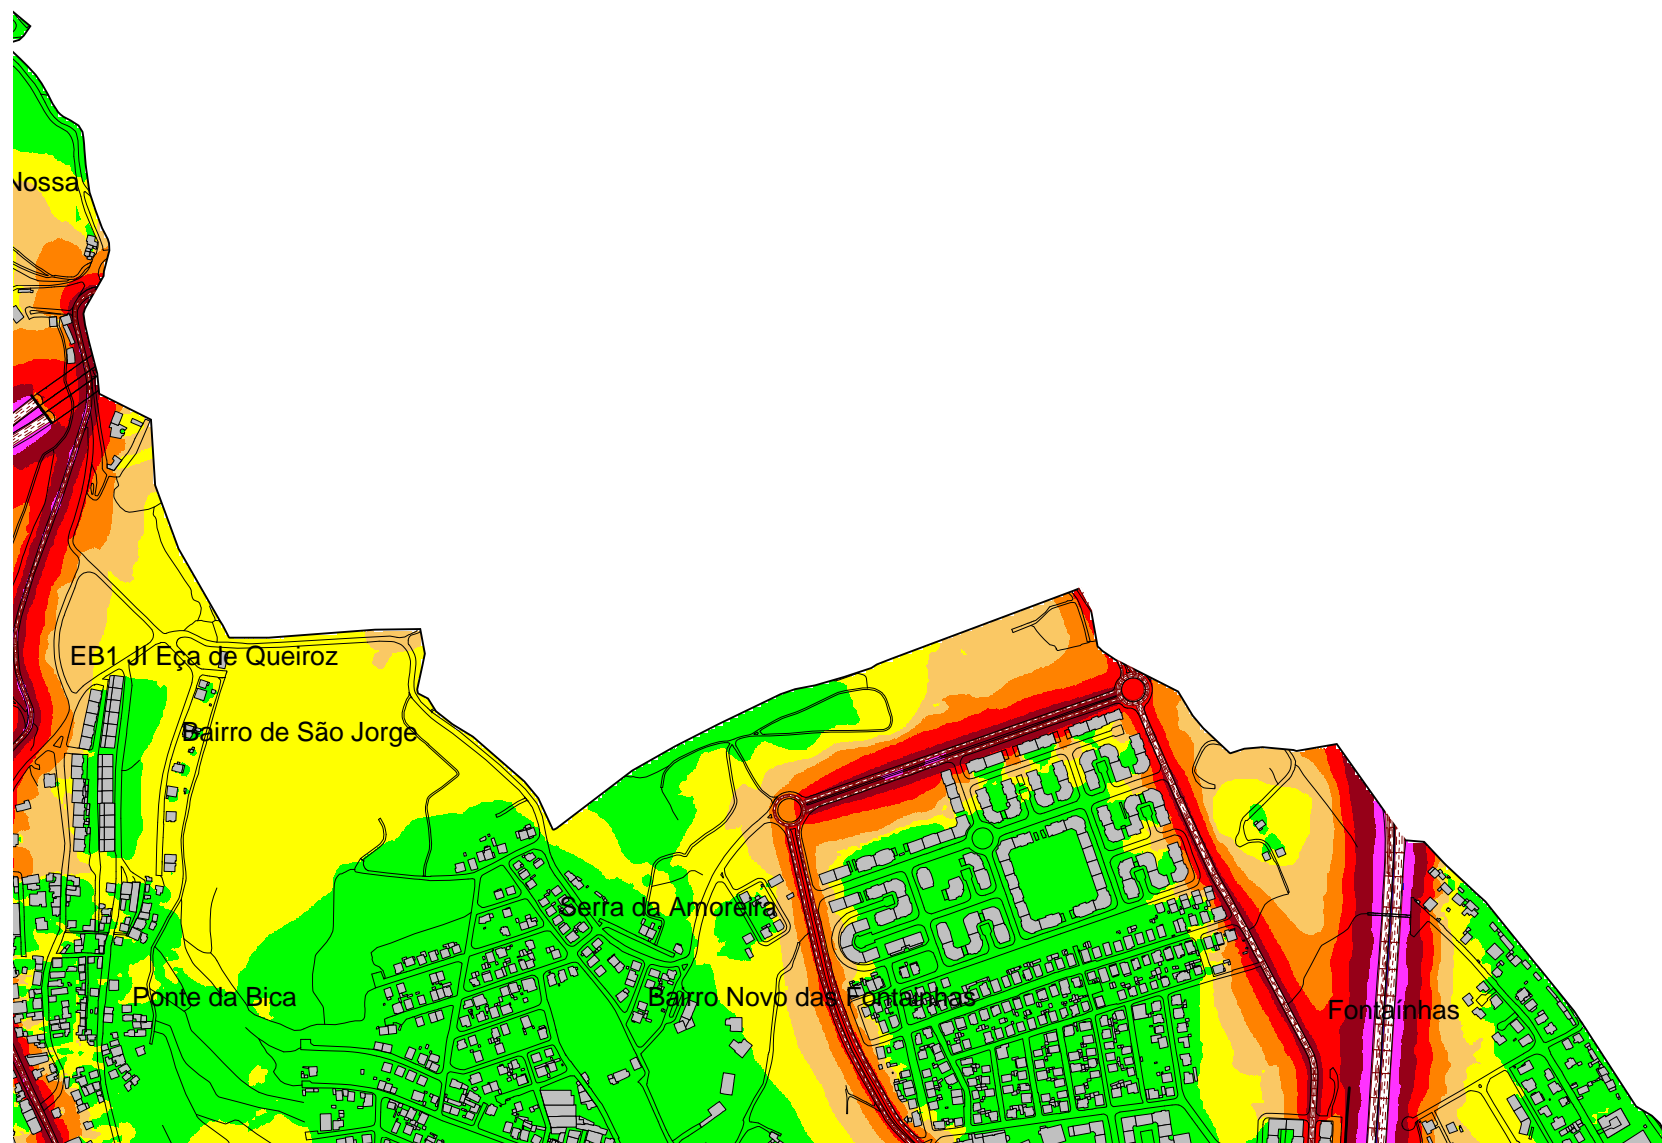 Nossa
EB1 JI Eça de Queiroz
Bairro de São Jorge
Serra da Amoreira
Ponte da Bica
Bairro Novo das Fontainhas
Fontaínhas